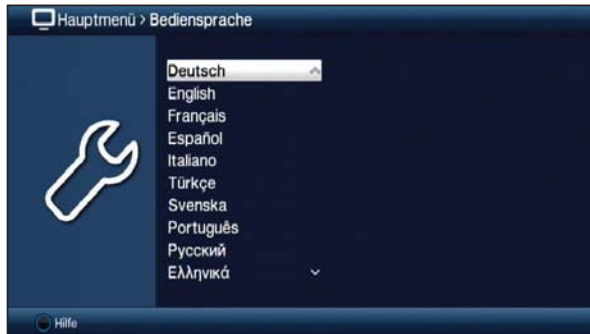 Hauptmenü > Bediensprache
Deutsch
English
Français
Español
Italiano
Türkçe
Svenska
Português
Русский
Ελληνικά
Hilfe